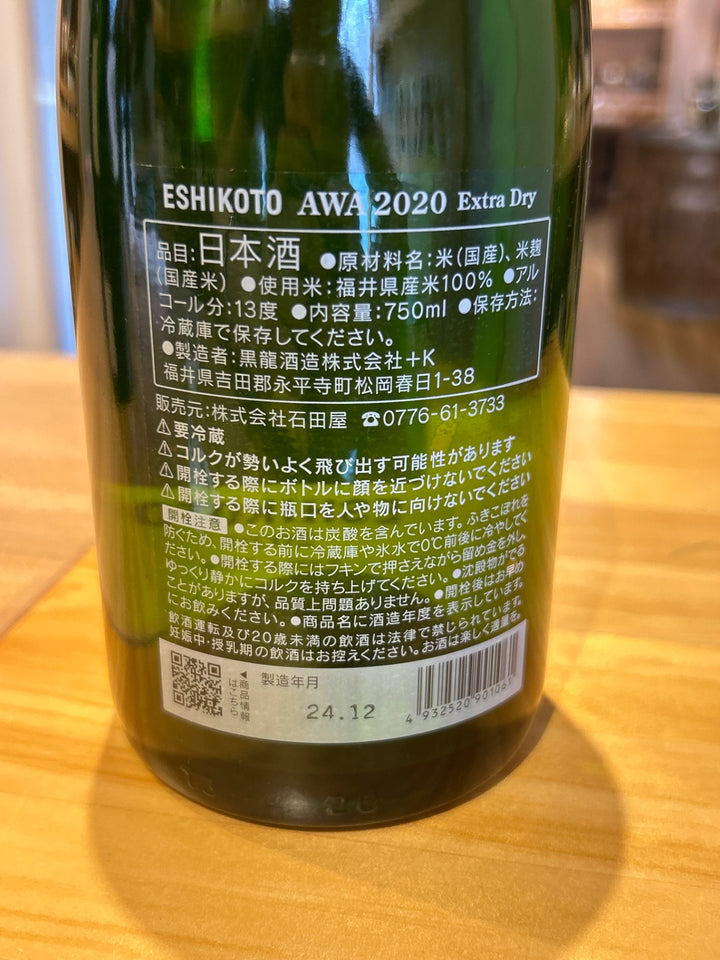 ESHIKOTO AWA 2020 Extra Dry
品目:日本酒 ●原材料名:米(国産)、米麹
(国産米) ●使用米:福井県産米100% ●アル
コール分:13度 ●内容量:750ml ●保存方法:
冷蔵庫で保存してください。
●製造者:黒龍酒造株式会社+K
福井県吉田郡永平寺町松岡春日1-38
販売元:株式会社石田屋 ☎0776-61-3733
⚠要冷蔵
⚠コルクが勢いよく飛び出す可能性があります
⚠開栓する際にボトルに顔を近づけないでください
⚠開栓する際に瓶口を人や物に向けないでください
開栓注意 ●このお酒は炭酸を含んでいます。ふきこぼれを
防ぐため、開栓する前に冷蔵庫や氷水で0℃前後に冷やしてく
ださい。●開栓する際にはフキンで押さえながら留め金を外し、
ゆっくり静かにコルクを持ち上げてください。●沈殿物がでる
ことがありますが、品質上問題ありません。●開栓後はお早め
にお飲みください。●商品名に酒造年度を表示しています。
飲酒運転及び20歳未満の飲酒は法律で禁じられています。
妊娠中・授乳期の飲酒はお控えください。お酒は楽しく適量を。
◀商品情報
はこちら
製造年月
24.12